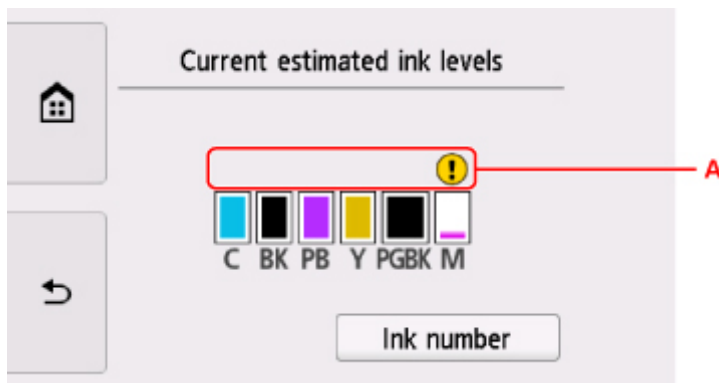 Current estimated ink levels
A
C BK PB Y PGBK M
Ink number